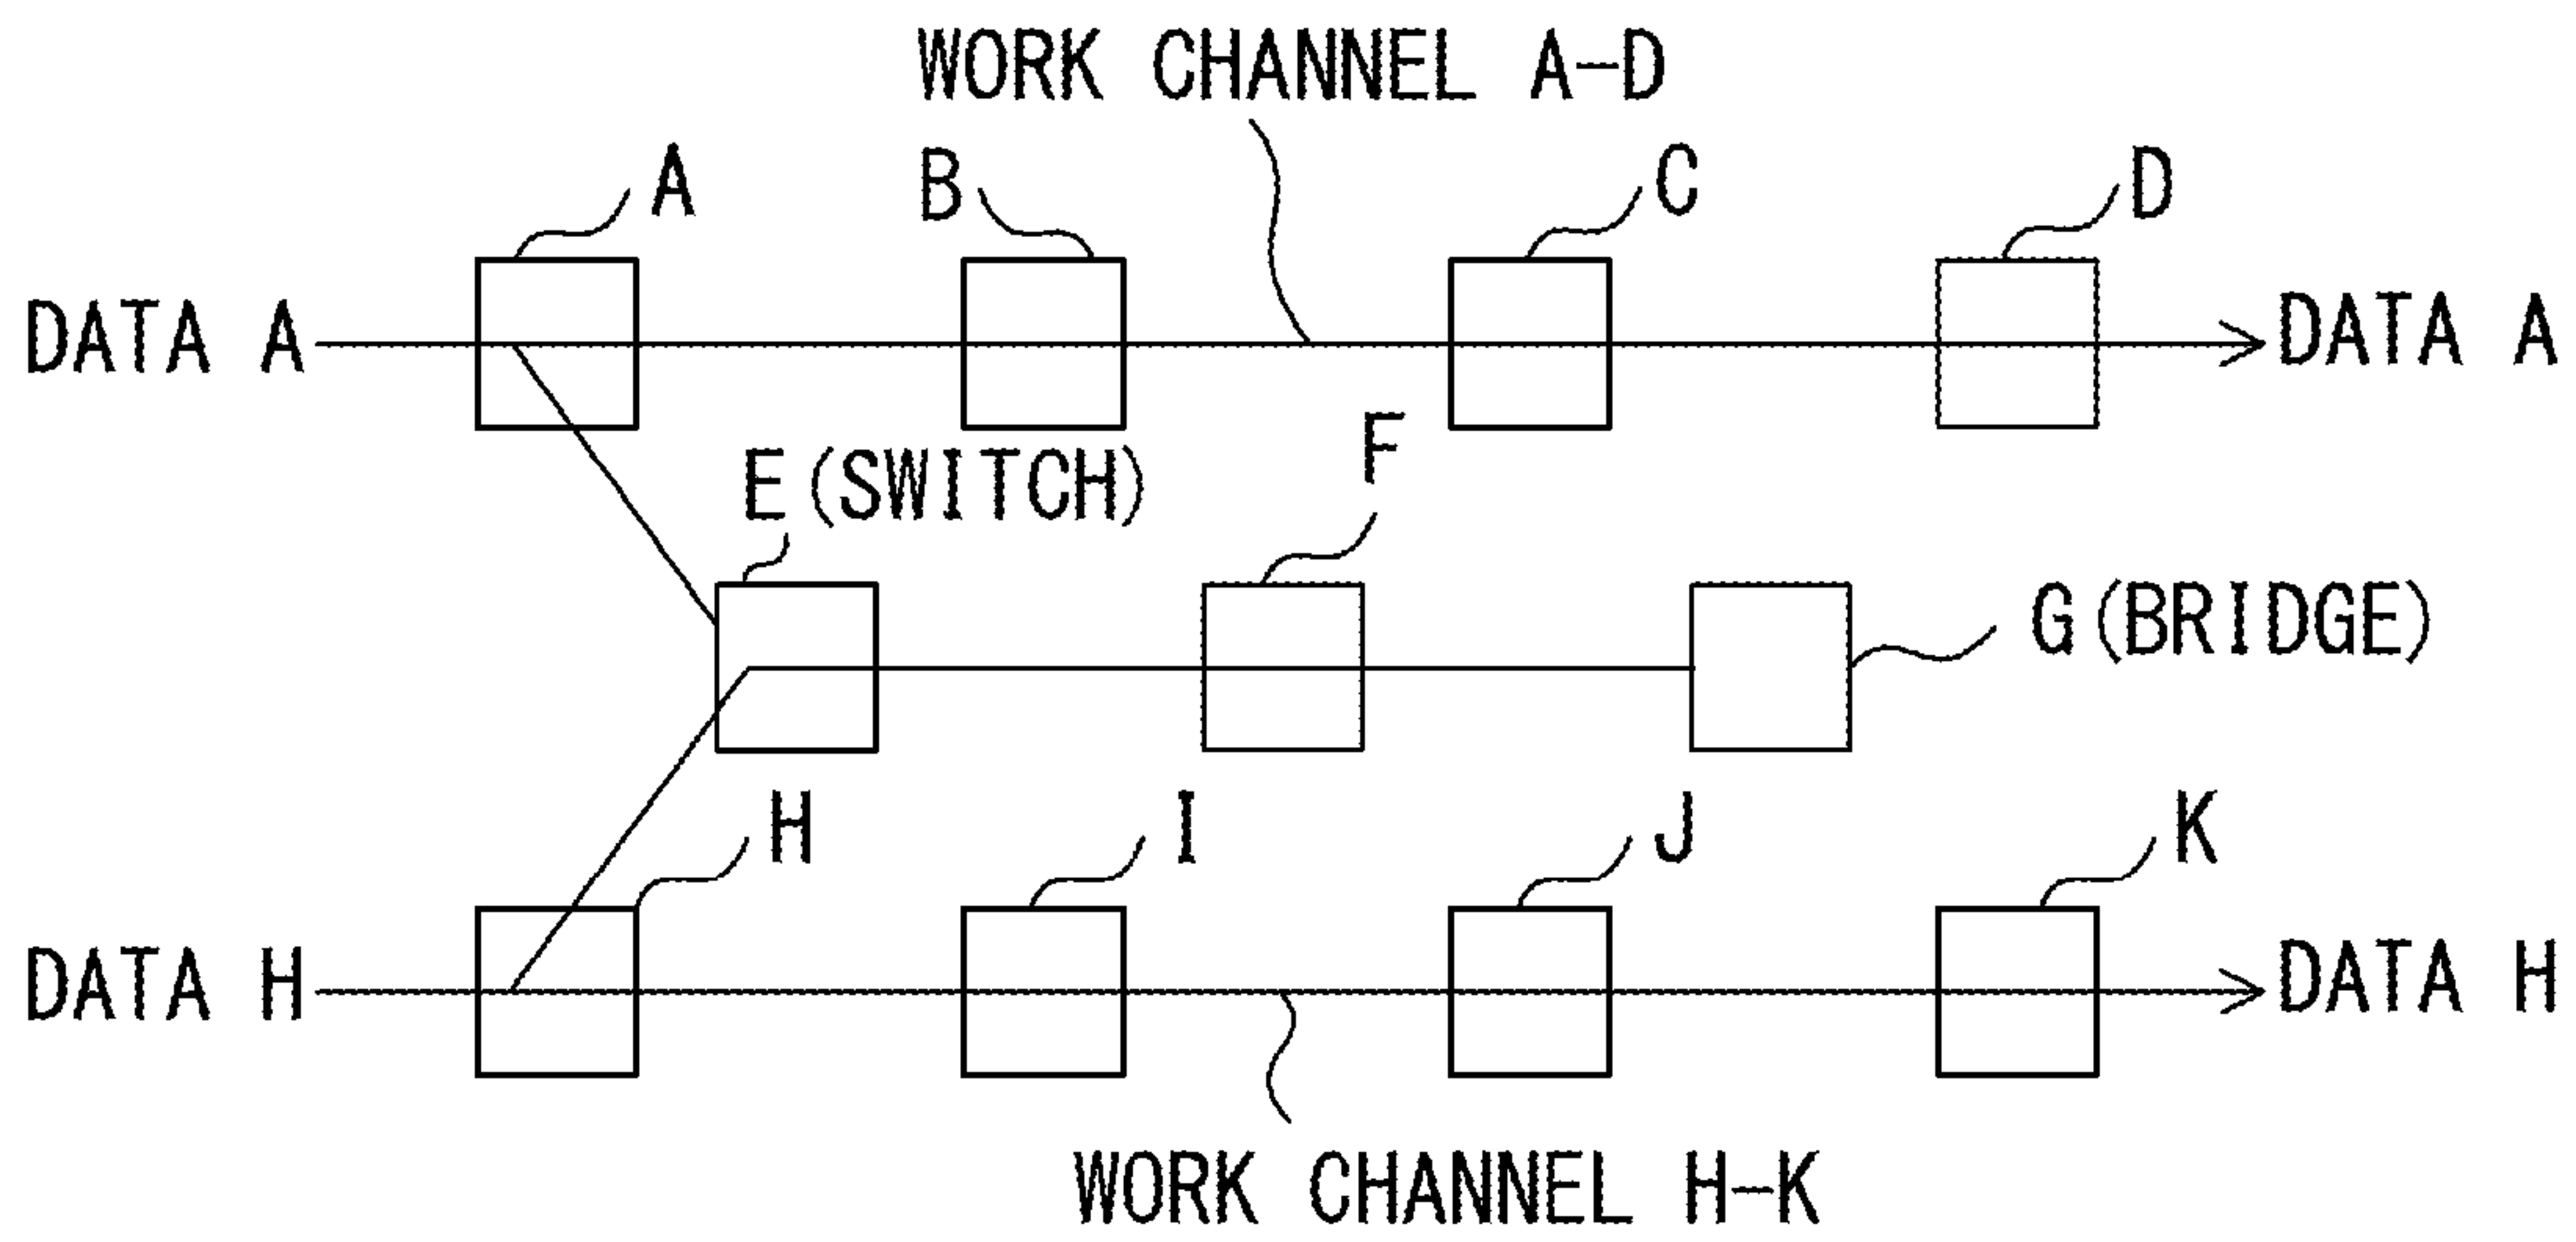 WORK CHANNEL A-D
A
B
C
D
DATA A
DATA A
E(SWITCH)
F
G(BRIDGE)
H
I
J
K
DATA H
DATA H
WORK CHANNEL H-K